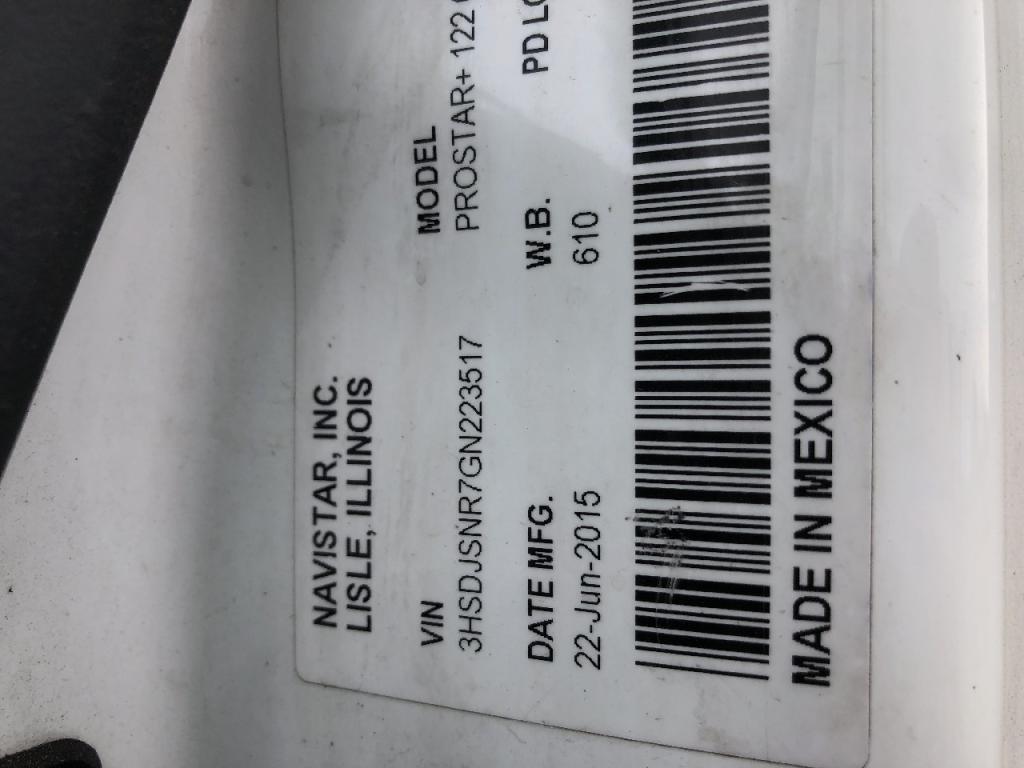 NAVISTAR, INC.
LISLE, ILLINOIS
VIN MODEL
3HSDJSNR7GN223517 PROSTAR+ 122
DATE MFG. W.B. PD
22-Jun-2015 610
MADE IN MEXICO